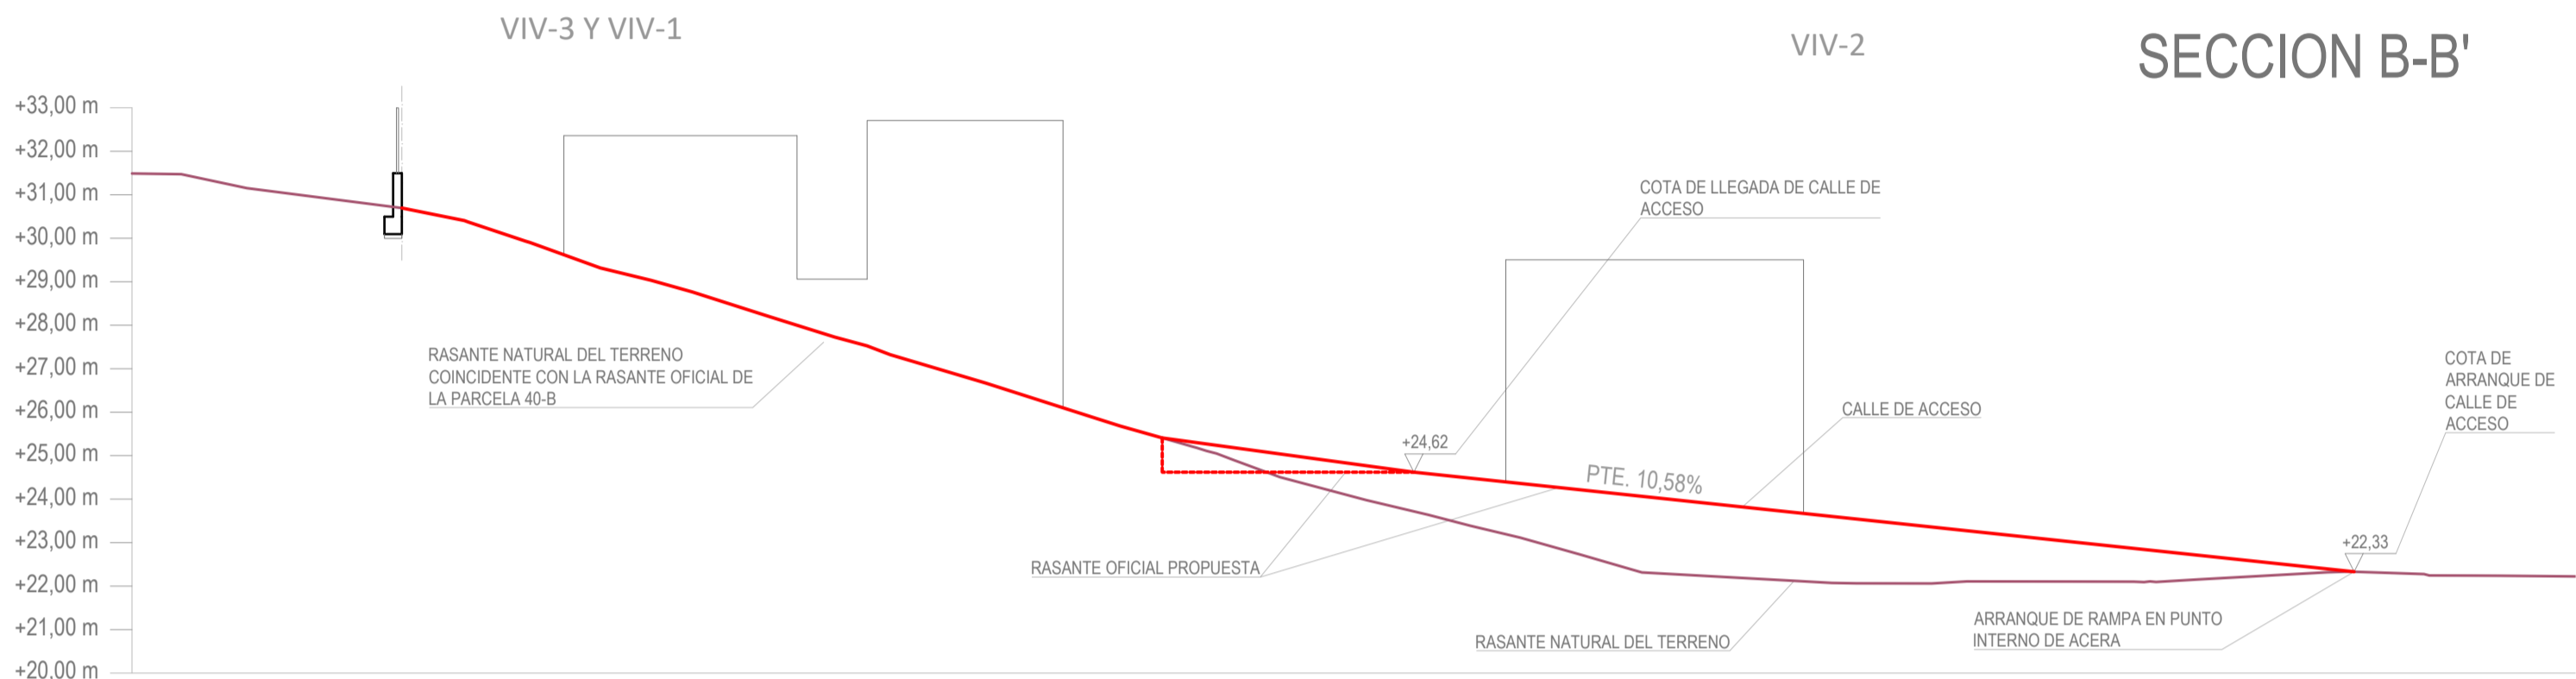 VIV-3 Y VIV-1
VIV-2
SECCION B-B'
+33,00 m
+32,00 m
+31,00 m
+30,00 m
+29,00 m
+28,00 m
+27,00 m
+26,00 m
+25,00 m
+24,00 m
+23,00 m
+22,00 m
+21,00 m
+20.00 m
RASANTE NATURAL DEL TERRENO
COINCIDENTE CON LA RASANTE OFICIAL DE
LA PARCELA 40-B
COTA DE LLEGADA DE CALLE DE
ACCESO
+24,62
PTE. 10,58%
CALLE DE ACCESO
COTA DE
ARRANQUE DE
CALLE DE
ACCESO
+22,33
RASANTE OFICIAL PROPUESTA
RASANTE NATURAL DEL TERRENO
ARRANQUE DE RAMPA EN PUNTO
INTERNO DE ACERA